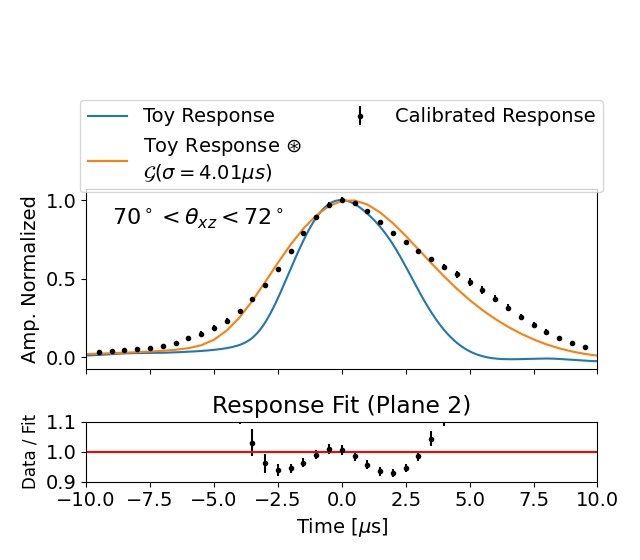 Toy Response
Calibrated Response
Toy Response ⊛
𝒢(σ = 4.01μs)
70° < θxz < 72°
Amp. Normalized
1.0
0.5
0.0
Response Fit (Plane 2)
Data / Fit
1.1
1.0
0.9
−10.0 −7.5 −5.0 −2.5 0.0 2.5 5.0 7.5 10.0
Time [μs]